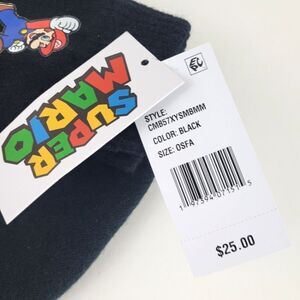 SUPER
MARIO
STYLE:
CMB57XYSMBMM
COLOR: BLACK
SIZE: OSFA
$25.00